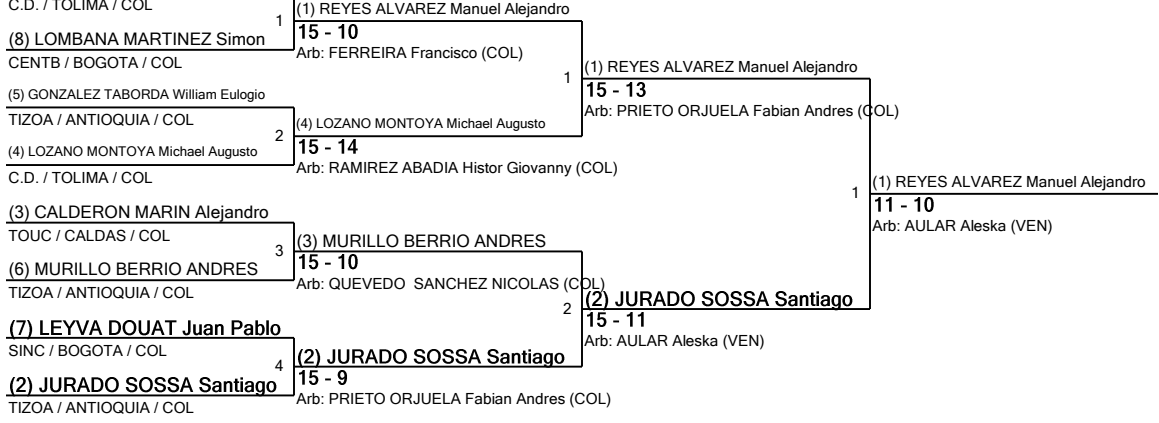 C.D. / TOLIMA / COL
1
(8) LOMBANA MARTINEZ Simon
CENTB / BOGOTA / COL
(5) GONZALEZ TABORDA William Eulogio
TIZOA / ANTIOQUIA / COL
2
(4) LOZANO MONTOYA Michael Augusto
C.D. / TOLIMA / COL
(3) CALDERON MARIN Alejandro
TOUC / CALDAS / COL
3
(6) MURILLO BERRIO ANDRES
TIZOA / ANTIOQUIA / COL
(7) LEYVA DOUAT Juan Pablo
SINC / BOGOTA / COL
4
(2) JURADO SOSSA Santiago
TIZOA / ANTIOQUIA / COL
(1) REYES ALVAREZ Manuel Alejandro
15 - 10
Arb: FERREIRA Francisco (COL)
1
(4) LOZANO MONTOYA Michael Augusto
15 - 14
Arb: RAMIREZ ABADIA Histor Giovanny (COL)
(3) MURILLO BERRIO ANDRES
15 - 10
Arb: QUEVEDO  SANCHEZ NICOLAS (COL)
2
(2) JURADO SOSSA Santiago
15 - 9
Arb: PRIETO ORJUELA Fabian Andres (COL)
(1) REYES ALVAREZ Manuel Alejandro
15 - 13
Arb: PRIETO ORJUELA Fabian Andres (COL)
1
(2) JURADO SOSSA Santiago
15 - 11
Arb: AULAR Aleska (VEN)
(1) REYES ALVAREZ Manuel Alejandro
11 - 10
Arb: AULAR Aleska (VEN)